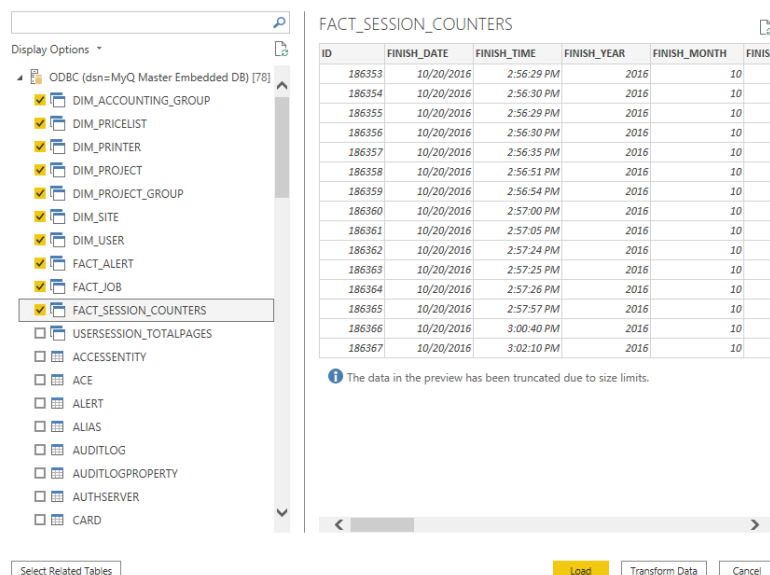 Display Options
ODBC (dsn=MyQ Master Embedded DB) [78]
DIM_ACCOUNTING_GROUP
DIM_PRICELIST
DIM_PRINTER
DIM_PROJECT
DIM_PROJECT_GROUP
DIM_SITE
DIM_USER
FACT_ALERT
FACT_JOB
FACT_SESSION_COUNTERS
USERSESSION_TOTALPAGES
ACCESSENTITY
ACE
ALERT
ALIAS
AUDITLOG
AUDITLOGPROPERTY
AUTHSERVER
CARD
Select Related Tables
FACT_SESSION_COUNTERS
ID FINISH_DATE FINISH_TIME FINISH_YEAR FINISH_MONTH FINIS
186353 10/20/2016 2:56:29 PM 2016 10
186354 10/20/2016 2:56:30 PM 2016 10
186355 10/20/2016 2:56:29 PM 2016 10
186356 10/20/2016 2:56:30 PM 2016 10
186357 10/20/2016 2:56:35 PM 2016 10
186358 10/20/2016 2:56:51 PM 2016 10
186359 10/20/2016 2:56:54 PM 2016 10
186360 10/20/2016 2:57:00 PM 2016 10
186361 10/20/2016 2:57:05 PM 2016 10
186362 10/20/2016 2:57:24 PM 2016 10
186363 10/20/2016 2:57:25 PM 2016 10
186364 10/20/2016 2:57:26 PM 2016 10
186365 10/20/2016 2:57:57 PM 2016 10
186366 10/20/2016 3:00:40 PM 2016 10
186367 10/20/2016 3:02:10 PM 2016 10
The data in the preview has been truncated due to size limits.
Load Transform Data Cancel